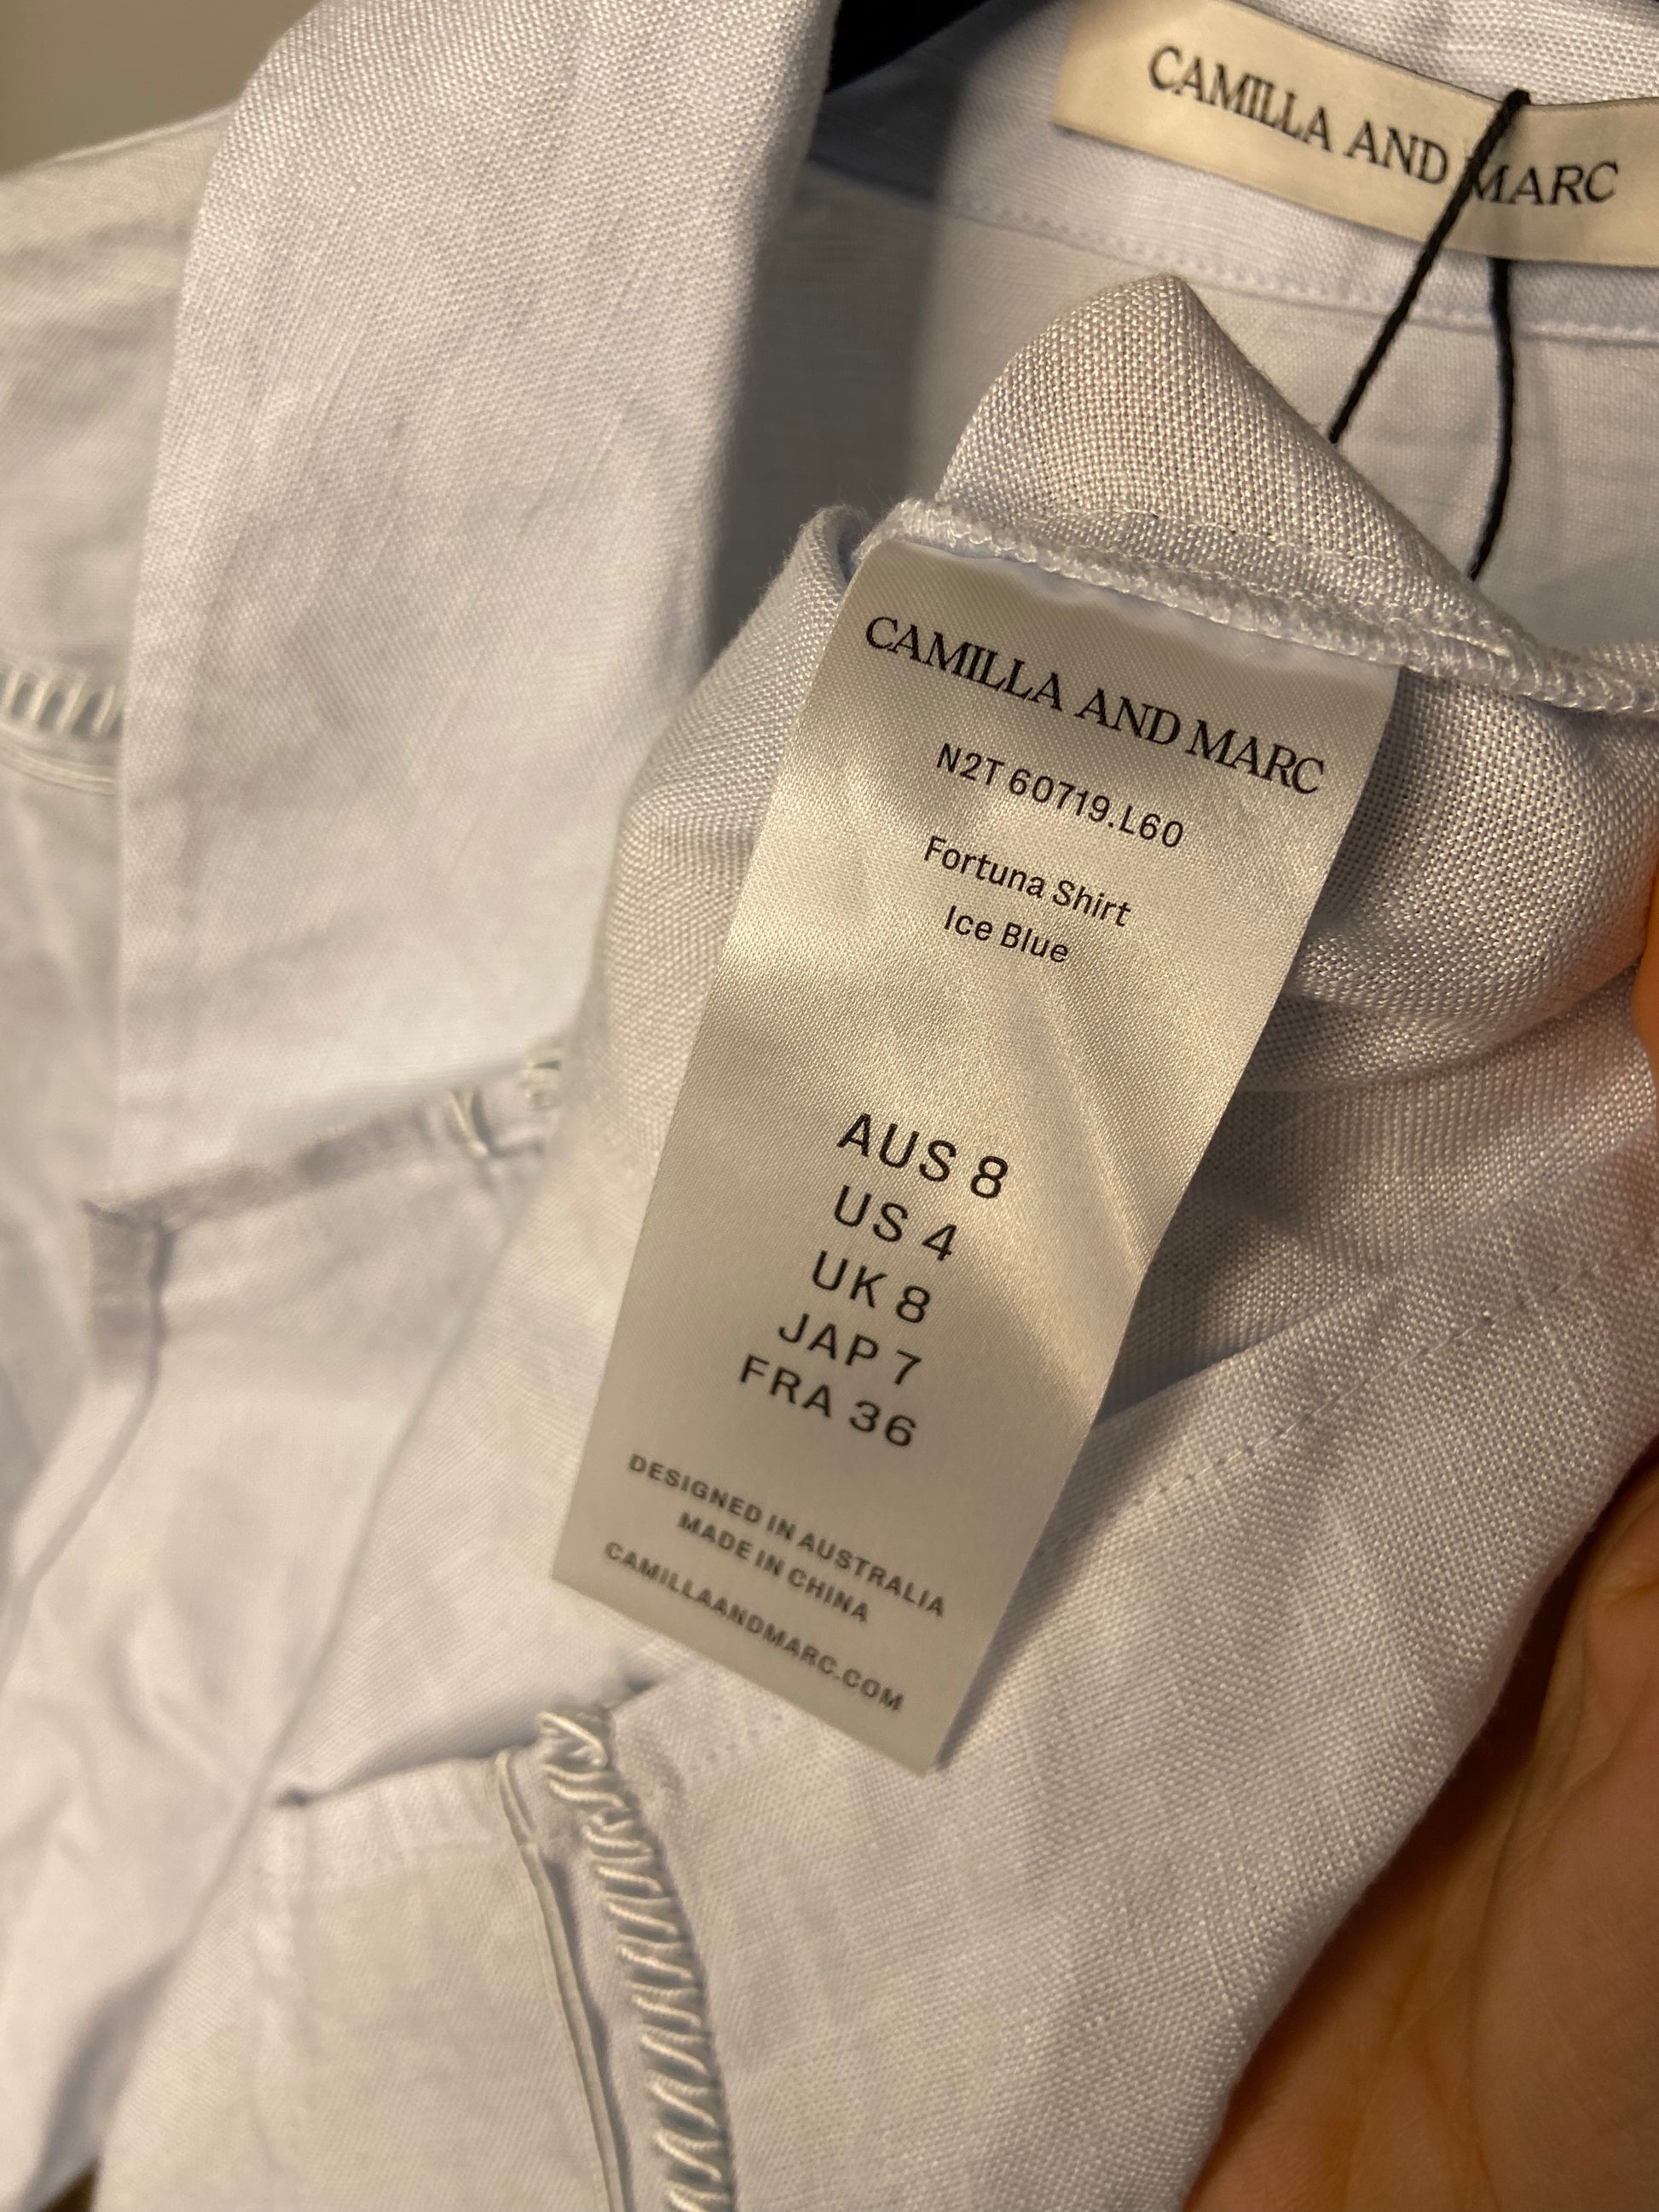 CAMILLA AND MARC
CAMILLA AND MARC
N2T 60719.L60
Fortuna Shirt
Ice Blue
AUS 8
US 4
UK 8
JAP 7
FRA 36
DESIGNED IN AUSTRALIA
MADE IN CHINA
CAMILLAANDMARC.COM